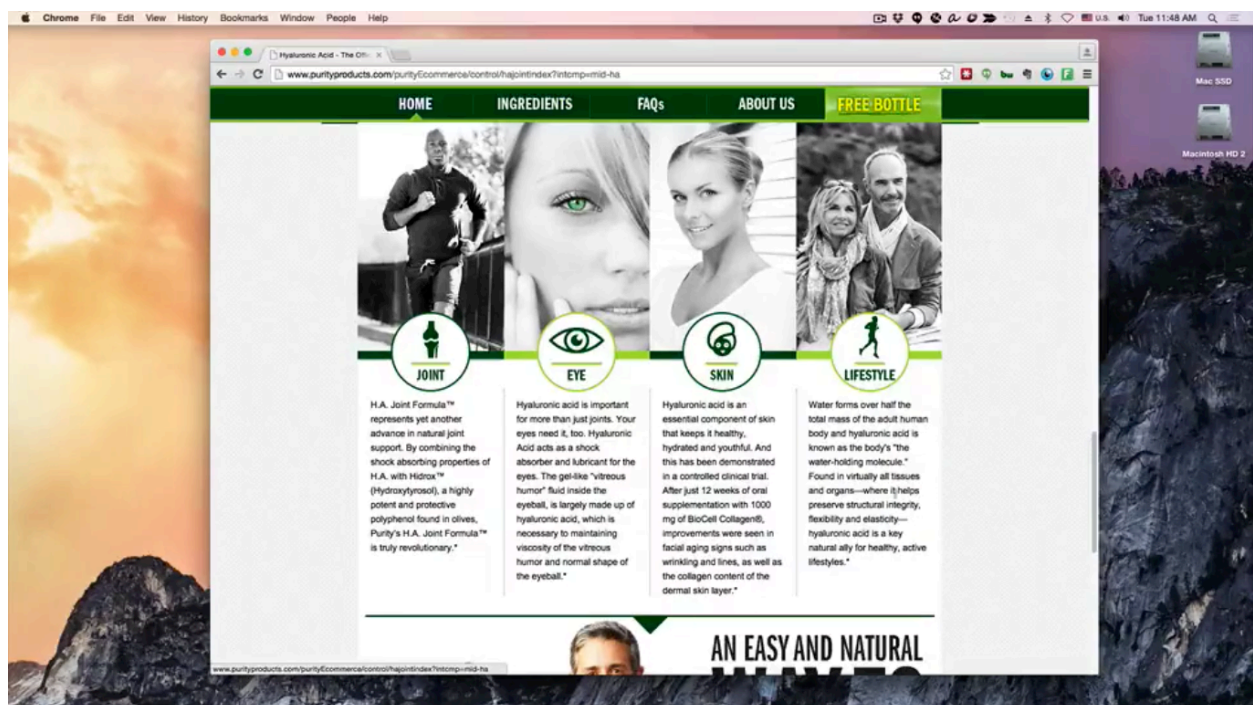 Chrome File Edit View History Bookmarks Window People Help
U.S. Tue 11:48 AM
Mac SSD
Macintosh HD 2
Hyaluronic Acid - The Offi
www.purityproducts.com/purityEcommerce/control/hajointindex?intcmp=mid-ha
HOME INGREDIENTS FAQs ABOUT US FREE BOTTLE
JOINT
H.A. Joint Formula™
represents yet another
advance in natural joint
support. By combining the
shock absorbing properties of
H.A. with Hidrox™
(Hydroxytyrosol), a highly
potent and protective
polyphenol found in olives,
Purity's H.A. Joint Formula™
is truly revolutionary.*
EYE
Hyaluronic acid is important
for more than just joints. Your
eyes need it, too. Hyaluronic
Acid acts as a shock
absorber and lubricant for the
eyes. The gel-like "vitreous
humor" fluid inside the
eyeball, is largely made up of
hyaluronic acid, which is
necessary to maintaining
viscosity of the vitreous
humor and normal shape of
the eyeball.*
SKIN
Hyaluronic acid is an
essential component of skin
that keeps it healthy,
hydrated and youthful. And
this has been demonstrated
in a controlled clinical trial.
After just 12 weeks of oral
supplementation with 1000
mg of BioCell Collagen®,
improvements were seen in
facial aging signs such as
wrinkling and lines, as well as
the collagen content of the
dermal skin layer.*
LIFESTYLE
Water forms over half the
total mass of the adult human
body and hyaluronic acid is
known as the body's "the
water-holding molecule."
Found in virtually all tissues
and organs—where it helps
preserve structural integrity,
flexibility and elasticity—
hyaluronic acid is a key
natural ally for healthy, active
lifestyles.*
AN EASY AND NATURAL
WAY TO
www.purityproducts.com/purityEcommerce/control/hajointindex?intcmp=mid-ha